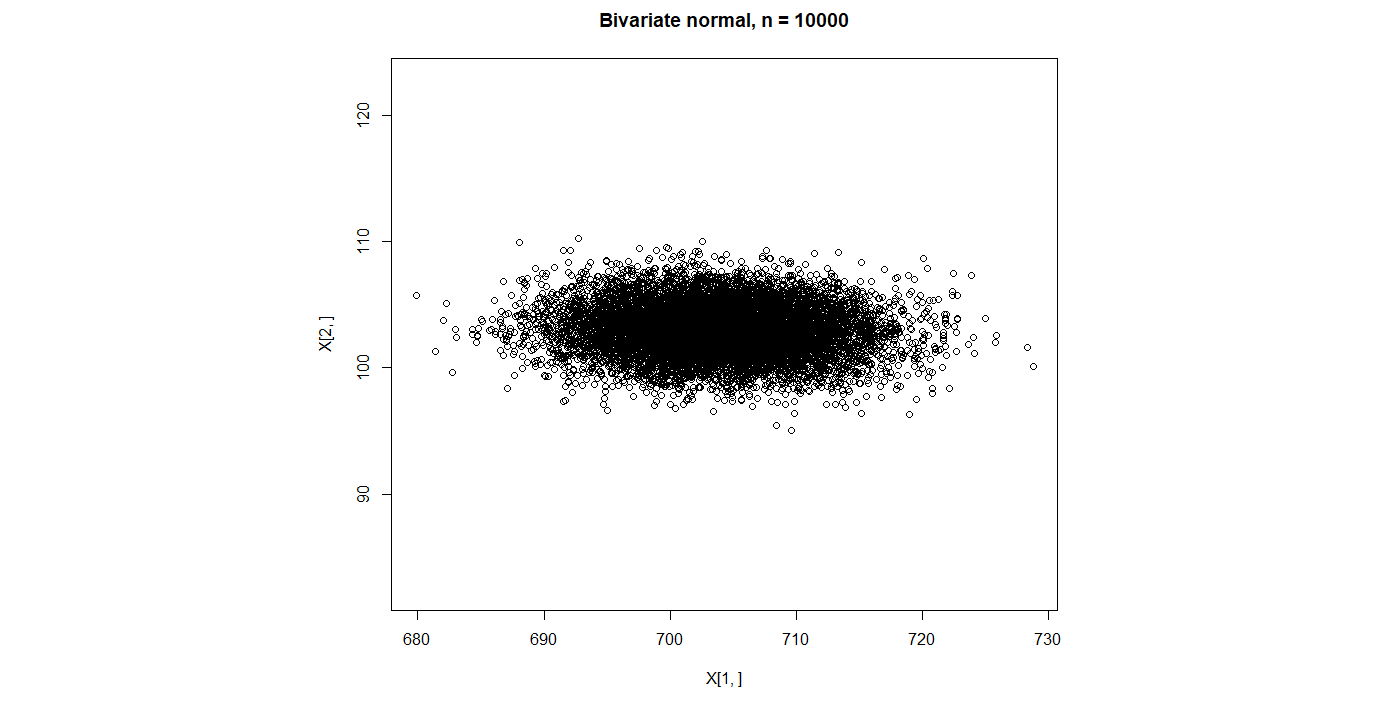 Bivariate normal, n = 10000
120
110
100
90
X[2, ]
680 690 700 710 720 730
X[1, ]